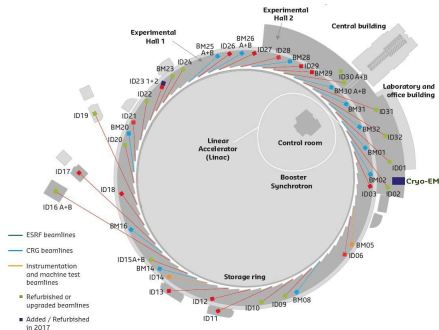 Experimental
Hall 2
Central building
Experimental
Hall 1
BM25
A+B
ID26
BM26
A+B
ID27
ID28
BM28
ID29
BM29
ID30 A+B
BM30 A+B
Laboratory and
office building
ID24
BM23
ID23 1+2
ID22
ID21
BM20
ID20
ID19
ID17
ID16 A+B
ID18
BM16
ID15A+B
BM14
ID14
ID13
ID12
ID11
ID10
ID09
BM08
ID06
BM05
ID03
BM02
ID02
Cryo-EM
ID01
BM01
BM32
ID32
BM31
ID31
Linear
Accelerator
(Linac)
Control room
Booster
Synchrotron
Storage ring
ESRF beamlines
CRG beamlines
Instrumentation
and machine test
beamlines
Refurbished or
upgraded beamlines
Added / Refurbished
in 2017